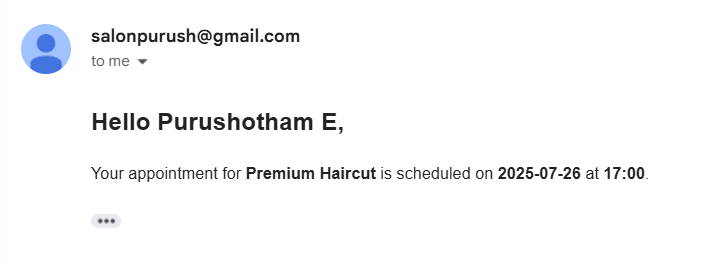 salonpurush@gmail.com
to me
Hello Purushotham E,
Your appointment for Premium Haircut is scheduled on 2025-07-26 at 17:00.